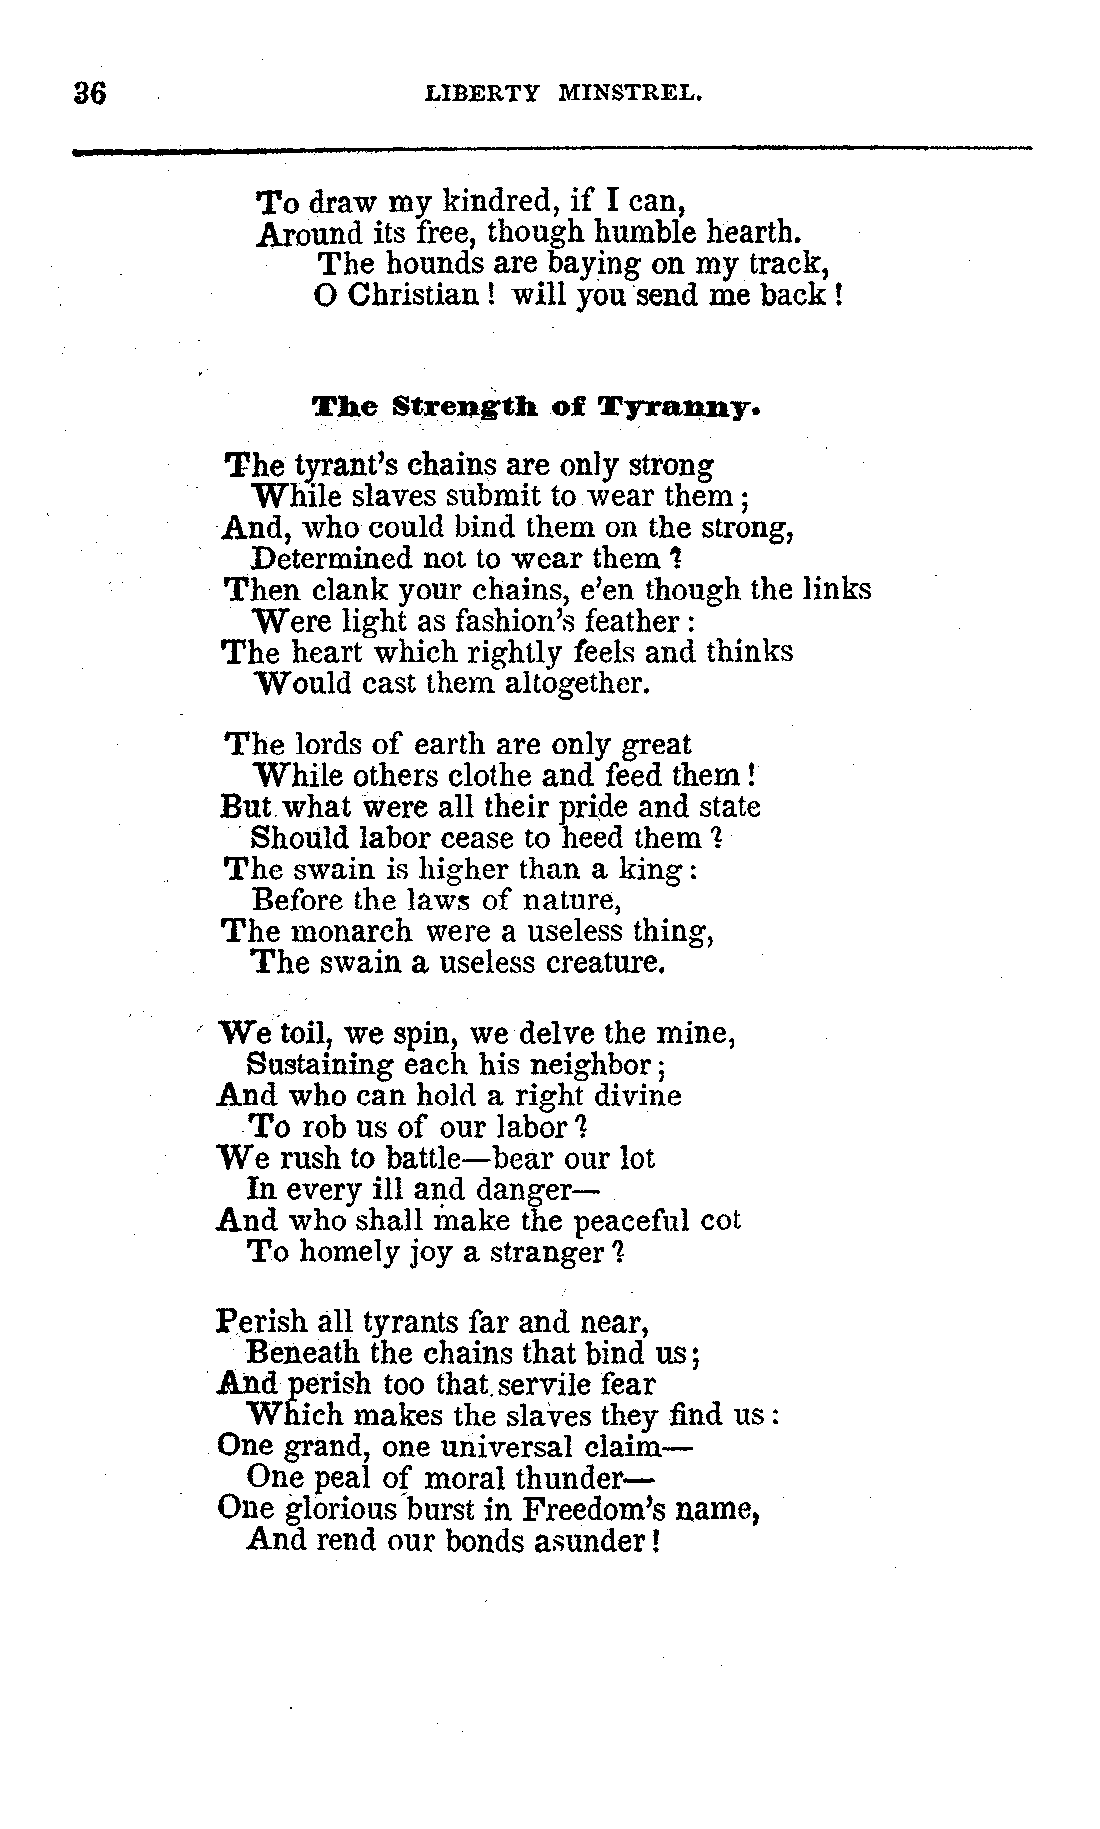 36 LIBERTY MINSTREL.
To draw my kindred, if I can,
Around its free, though humble hearth.
The hounds are baying on my track,
O Christian! will you send me back!
The Strength of Tyranny.
The tyrant's chains are only strong
While slaves submit to wear them;
And, who could bind them on the strong,
Determined not to wear them?
Then clank your chains, e'en though the links
Were light as fashion's feather:
The heart which rightly feels and thinks
Would cast them altogether.
The lords of earth are only great
While others clothe and feed them!
But what were all their pride and state
Should labor cease to heed them?
The swain is higher than a king:
Before the laws of nature,
The monarch were a useless thing,
The swain a useless creature.
We toil, we spin, we delve the mine,
Sustaining each his neighbor;
And who can hold a right divine
To rob us of our labor?
We rush to battle—bear our lot
In every ill and danger—
And who shall make the peaceful cot
To homely joy a stranger?
Perish all tyrants far and near,
Beneath the chains that bind us;
And perish too that servile fear
Which makes the slaves they find us:
One grand, one universal claim—
One peal of moral thunder—
One glorious burst in Freedom's name,
And rend our bonds asunder!